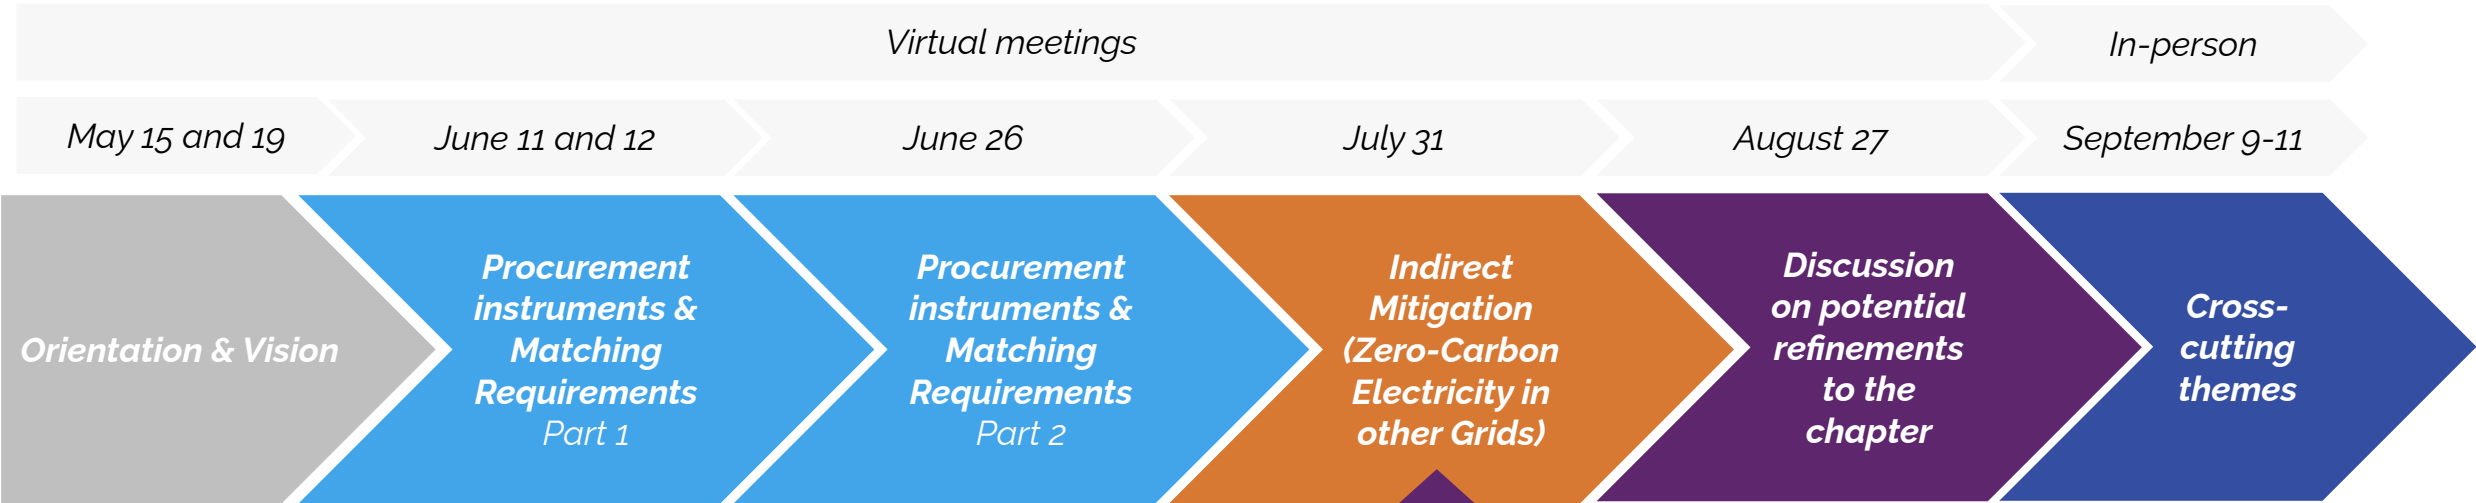 Virtual meetings
In-person
May 15 and 19
June 11 and 12
June 26
July 31
August 27
September 9-11
Orientation & Vision
Procurement
instruments &
Matching
Requirements
Part 1
Procurement
instruments &
Matching
Requirements
Part 2
Indirect
Mitigation
(Zero-Carbon
Electricity in
other Grids)
Discussion
on potential
refinements
to the
chapter
Cross-
cutting
themes